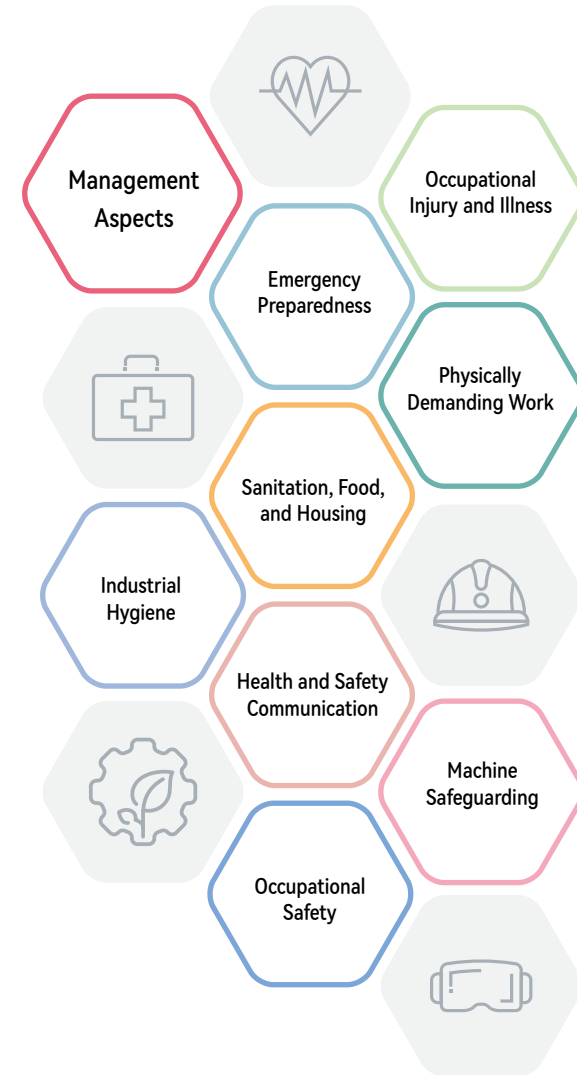 Management
Aspects
Occupational
Injury and Illness
Emergency
Preparedness
Physically
Demanding Work
Sanitation, Food,
and Housing
Industrial
Hygiene
Health and Safety
Communication
Machine
Safeguarding
Occupational
Safety